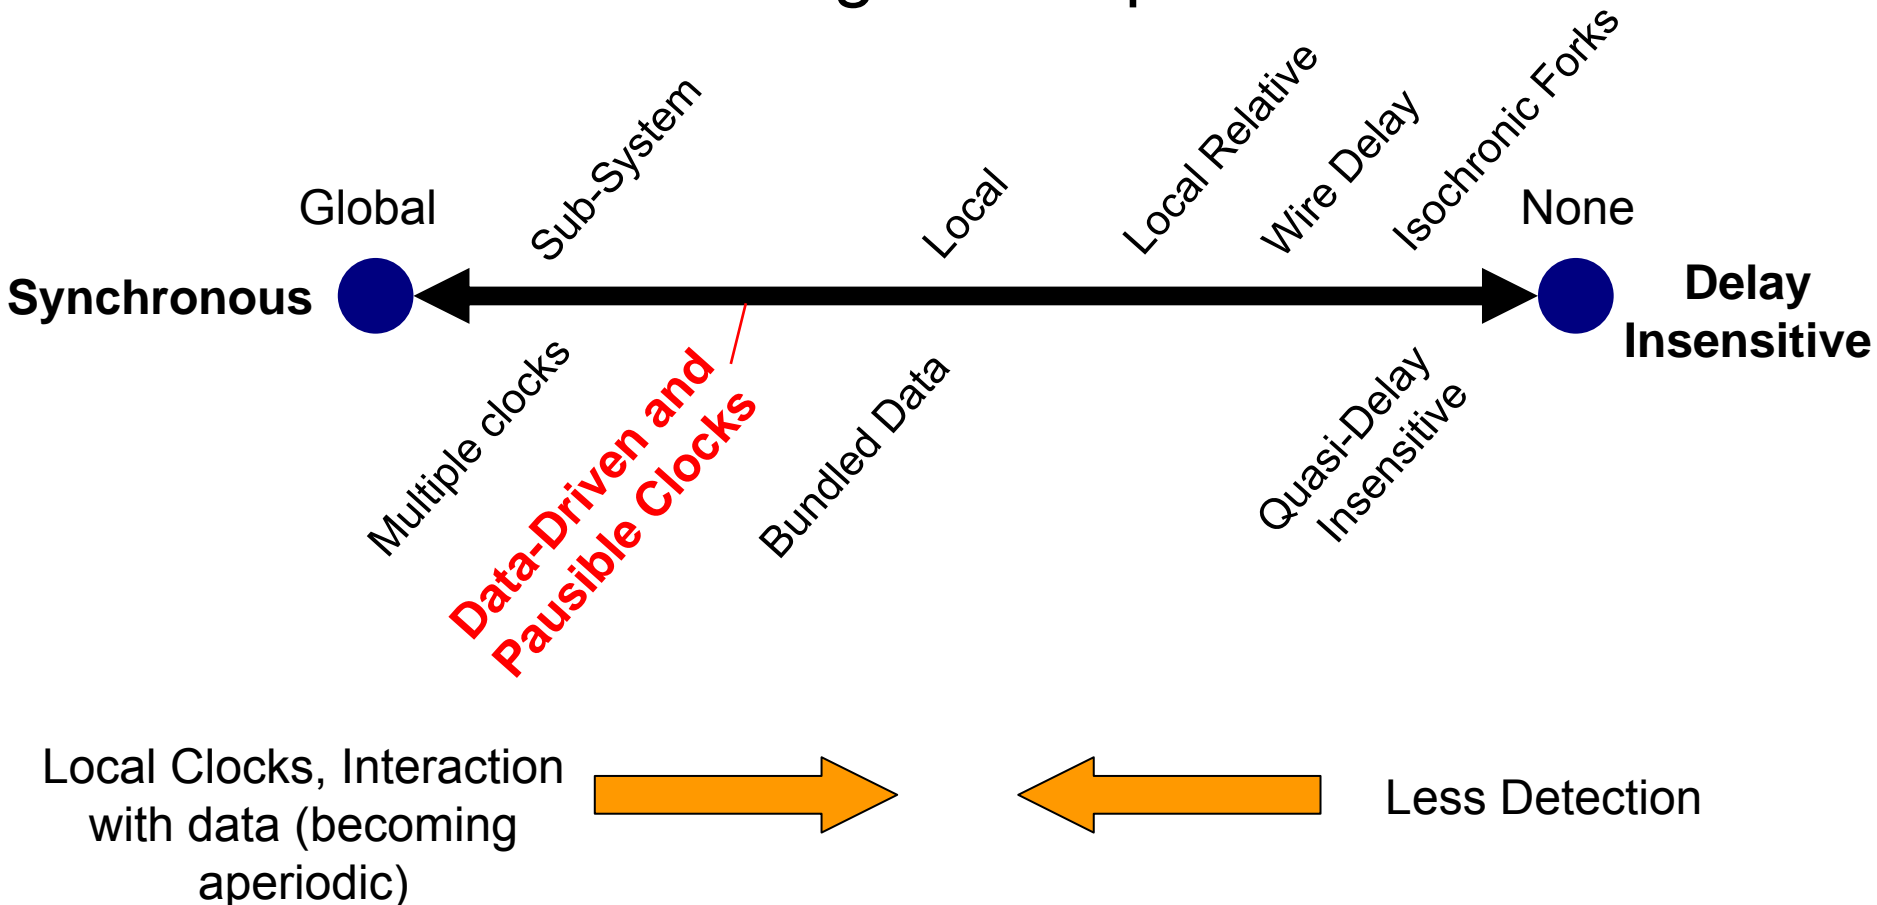 Global
Sub-System
Local
Local Relative
Wire Delay
Isochronic Forks
None
Synchronous
Delay
Insensitive
Multiple clocks
Data-Driven and
Pausible Clocks
Bundled Data
Quasi-Delay
Insensitive
Local Clocks, Interaction
with data (becoming
aperiodic)
Less Detection